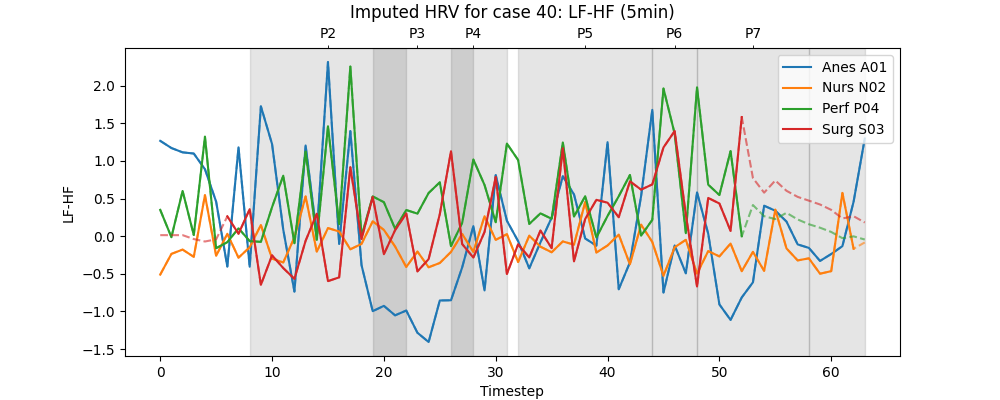 Imputed HRV for case 40: LF-HF (5min)
P2 P3 P4 P5 P6 P7
Anes A01
Nurs N02
Perf P04
Surg S03
LF-HF
2.0
1.5
1.0
0.5
0.0
−0.5
−1.0
−1.5
0 10 20 30 40 50 60
Timestep